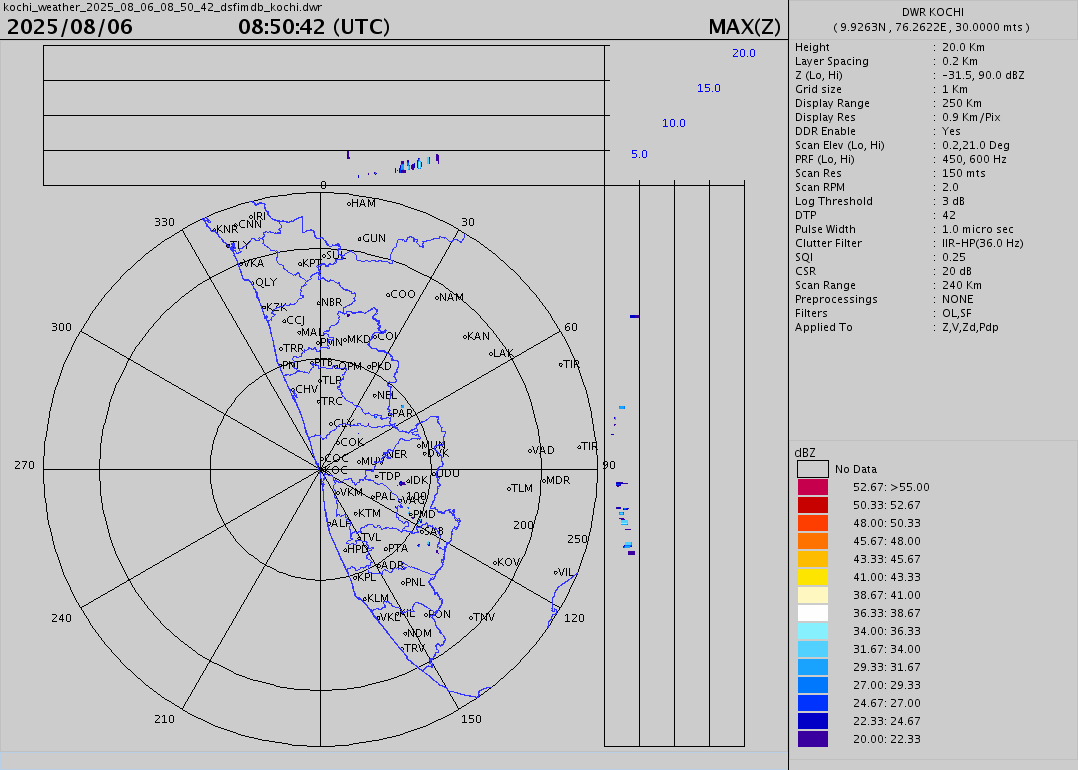 kochi_weather_2025_08_06_08_50_42_dsfimdb_kochi.dwr
2025/08/06 08:50:42 (UTC) MAX(Z)
20.0
15.0
10.0
5.0
0
330
30
300
60
270
90
240
120
210
150
100
200
250
HAM
IRI
CNN
KNR
GUN
TLY
SUL
VKA
KPT
QLY
COO
NAM
NBR
KZK
CCJ
MAL
KAN
PMN
MKD
COI
TRR
LAK
PNI
PTB
OPM
PKD
TIR
TLP
CHV
NEL
TRC
PAR
CLY
COK
MUN
TIR
VAD
NER
DVK
COC
MUV
KOC
UDU
TDP
IDK
MDR
TLM
VKM
PAL
VAG
KTM
PMD
ALP
SAB
TVL
HPD
PTA
KOV
ADR
VIL
KPL
PNL
KLM
VKL
KIL
PON
TNV
NDM
TRV
DWR KOCHI
( 9.9263N , 76.2622E , 30.0000 mts )
Height : 20.0 Km
Layer Spacing : 0.2 Km
Z (Lo, Hi) : -31.5, 90.0 dBZ
Grid size : 1 Km
Display Range : 250 Km
Display Res : 0.9 Km/Pix
DDR Enable : Yes
Scan Elev (Lo, Hi) : 0.2,21.0 Deg
PRF (Lo, Hi) : 450, 600 Hz
Scan Res : 150 mts
Scan RPM : 2.0
Log Threshold : 3 dB
DTP : 42
Pulse Width : 1.0 micro sec
Clutter Filter : IIR-HP(36.0 Hz)
SQI : 0.25
CSR : 20 dB
Scan Range : 240 Km
Preprocessings : NONE
Filters : OL,SF
Applied To : Z,V,Zd,Pdp
dBZ
No Data
52.67: >55.00
50.33: 52.67
48.00: 50.33
45.67: 48.00
43.33: 45.67
41.00: 43.33
38.67: 41.00
36.33: 38.67
34.00: 36.33
31.67: 34.00
29.33: 31.67
27.00: 29.33
24.67: 27.00
22.33: 24.67
20.00: 22.33